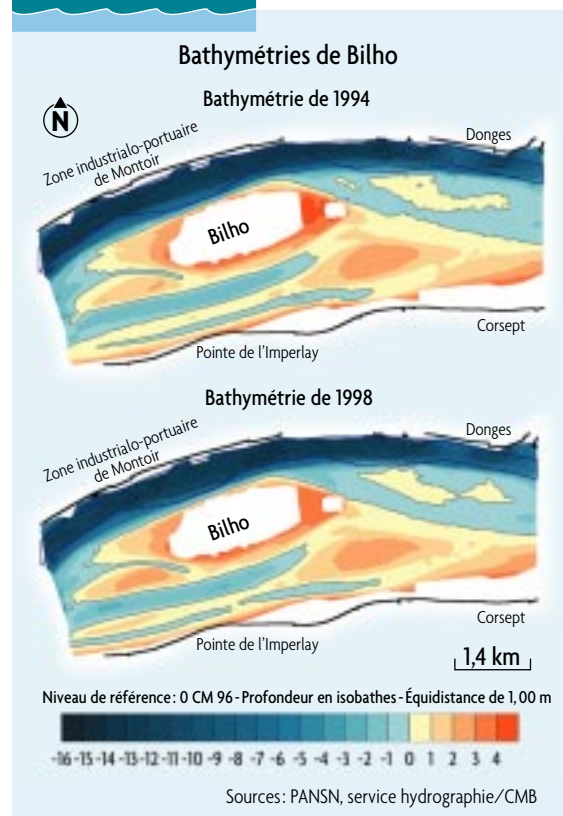 Bathymétries de Bilho
Bathymétrie de 1994
N
Zone industrialo-portuaire
de Montoir
Donges
Bilho
Corsept
Pointe de l'Imperlay
Bathymétrie de 1998
Zone industrialo-portuaire
de Montoir
Donges
Bilho
Corsept
Pointe de l'Imperlay
1,4 km
Niveau de référence : 0 CM 96 - Profondeur en isobathes - Équidistance de 1,00 m
-16 -15 -14 -13 -12 -11 -10 -9 -8 -7 -6 -5 -4 -3 -2 -1 0 1 2 3 4
Sources : PANSN, service hydrographie/CMB